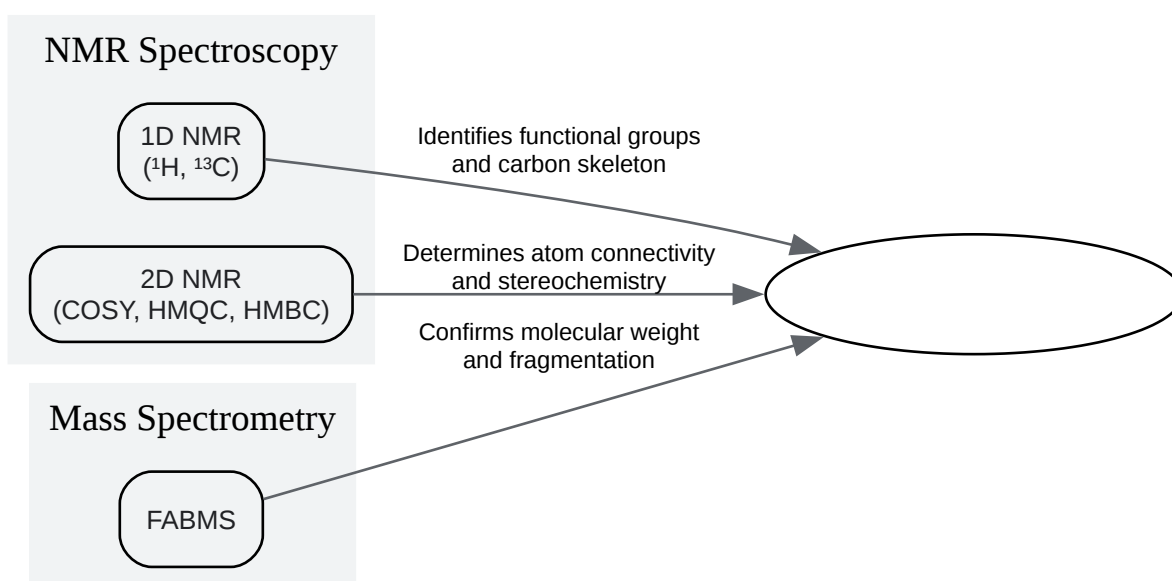 NMR Spectroscopy
1D NMR
(¹H, ¹³C)
Identifies functional groups
and carbon skeleton
2D NMR
(COSY, HMQC, HMBC)
Determines atom connectivity
and stereochemistry
Confirms molecular weight
and fragmentation
Mass Spectrometry
FABMS